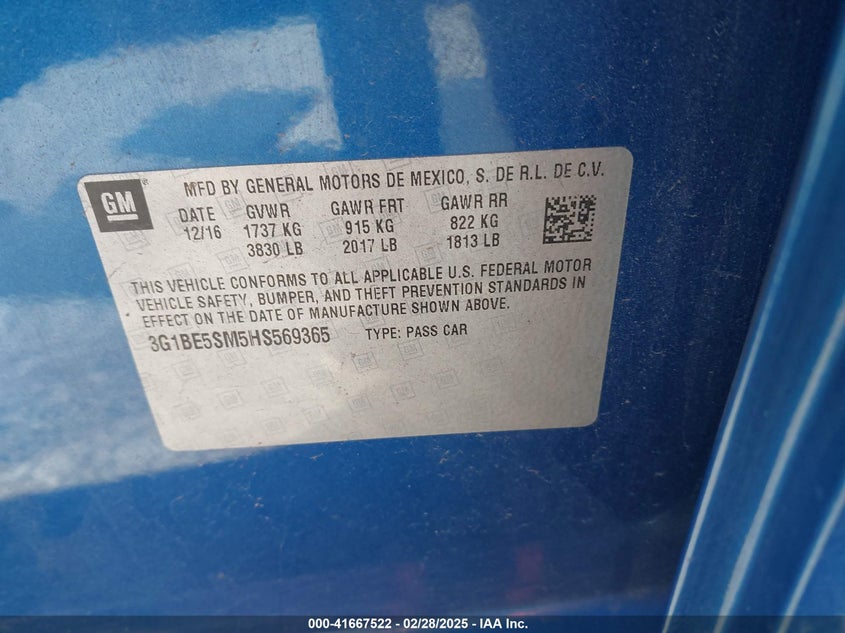 GM
MFD BY GENERAL MOTORS DE MEXICO, S. DE R.L. DE C.V.
DATE GVWR GAWR FRT GAWR RR
12/16 1737 KG 915 KG 822 KG
3830 LB 2017 LB 1813 LB
THIS VEHICLE CONFORMS TO ALL APPLICABLE U.S. FEDERAL MOTOR
VEHICLE SAFETY, BUMPER, AND THEFT PREVENTION STANDARDS IN
EFFECT ON THE DATE OF MANUFACTURE SHOWN ABOVE.
3G1BE5SM5HS569365 TYPE: PASS CAR
000-41667522 / 02/28/2025 - IAA Inc.